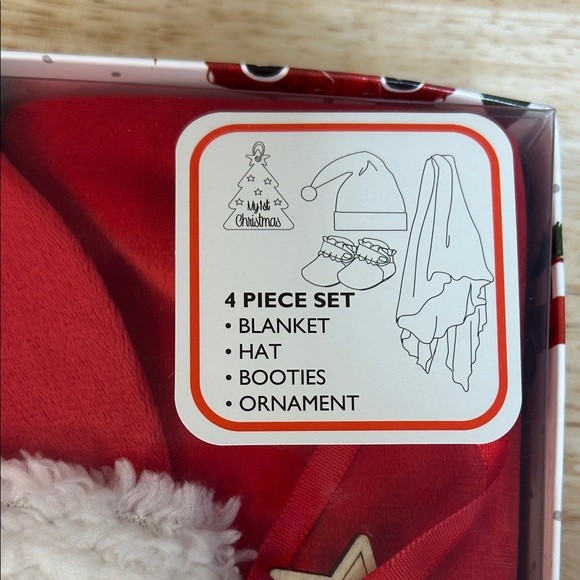 My 1st
Christmas
4 PIECE SET
• BLANKET
• HAT
• BOOTIES
• ORNAMENT